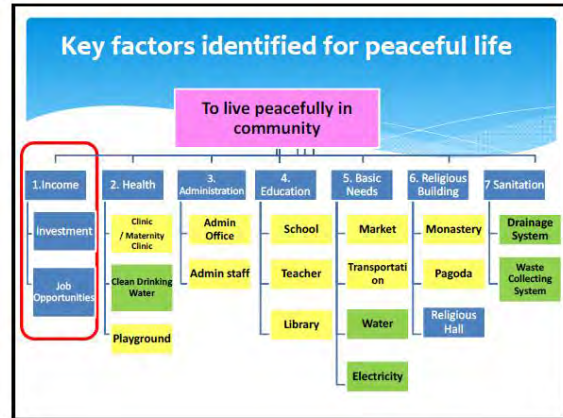 Key factors identified for peaceful life
To live peacefully in
community
1.Income
Investment
Job
Opportunities
2. Health
Clinic
/ Maternity
Clinic
Clean Drinking
Water
Playground
3.
Administration
Admin
Office
Admin staff
4.
Education
School
Teacher
Library
5. Basic
Needs
Market
Transportati
on
Water
Electricity
6. Religious
Building
Monastery
Pagoda
Religious
Hall
7 Sanitation
Drainage
System
Waste
Collecting
System